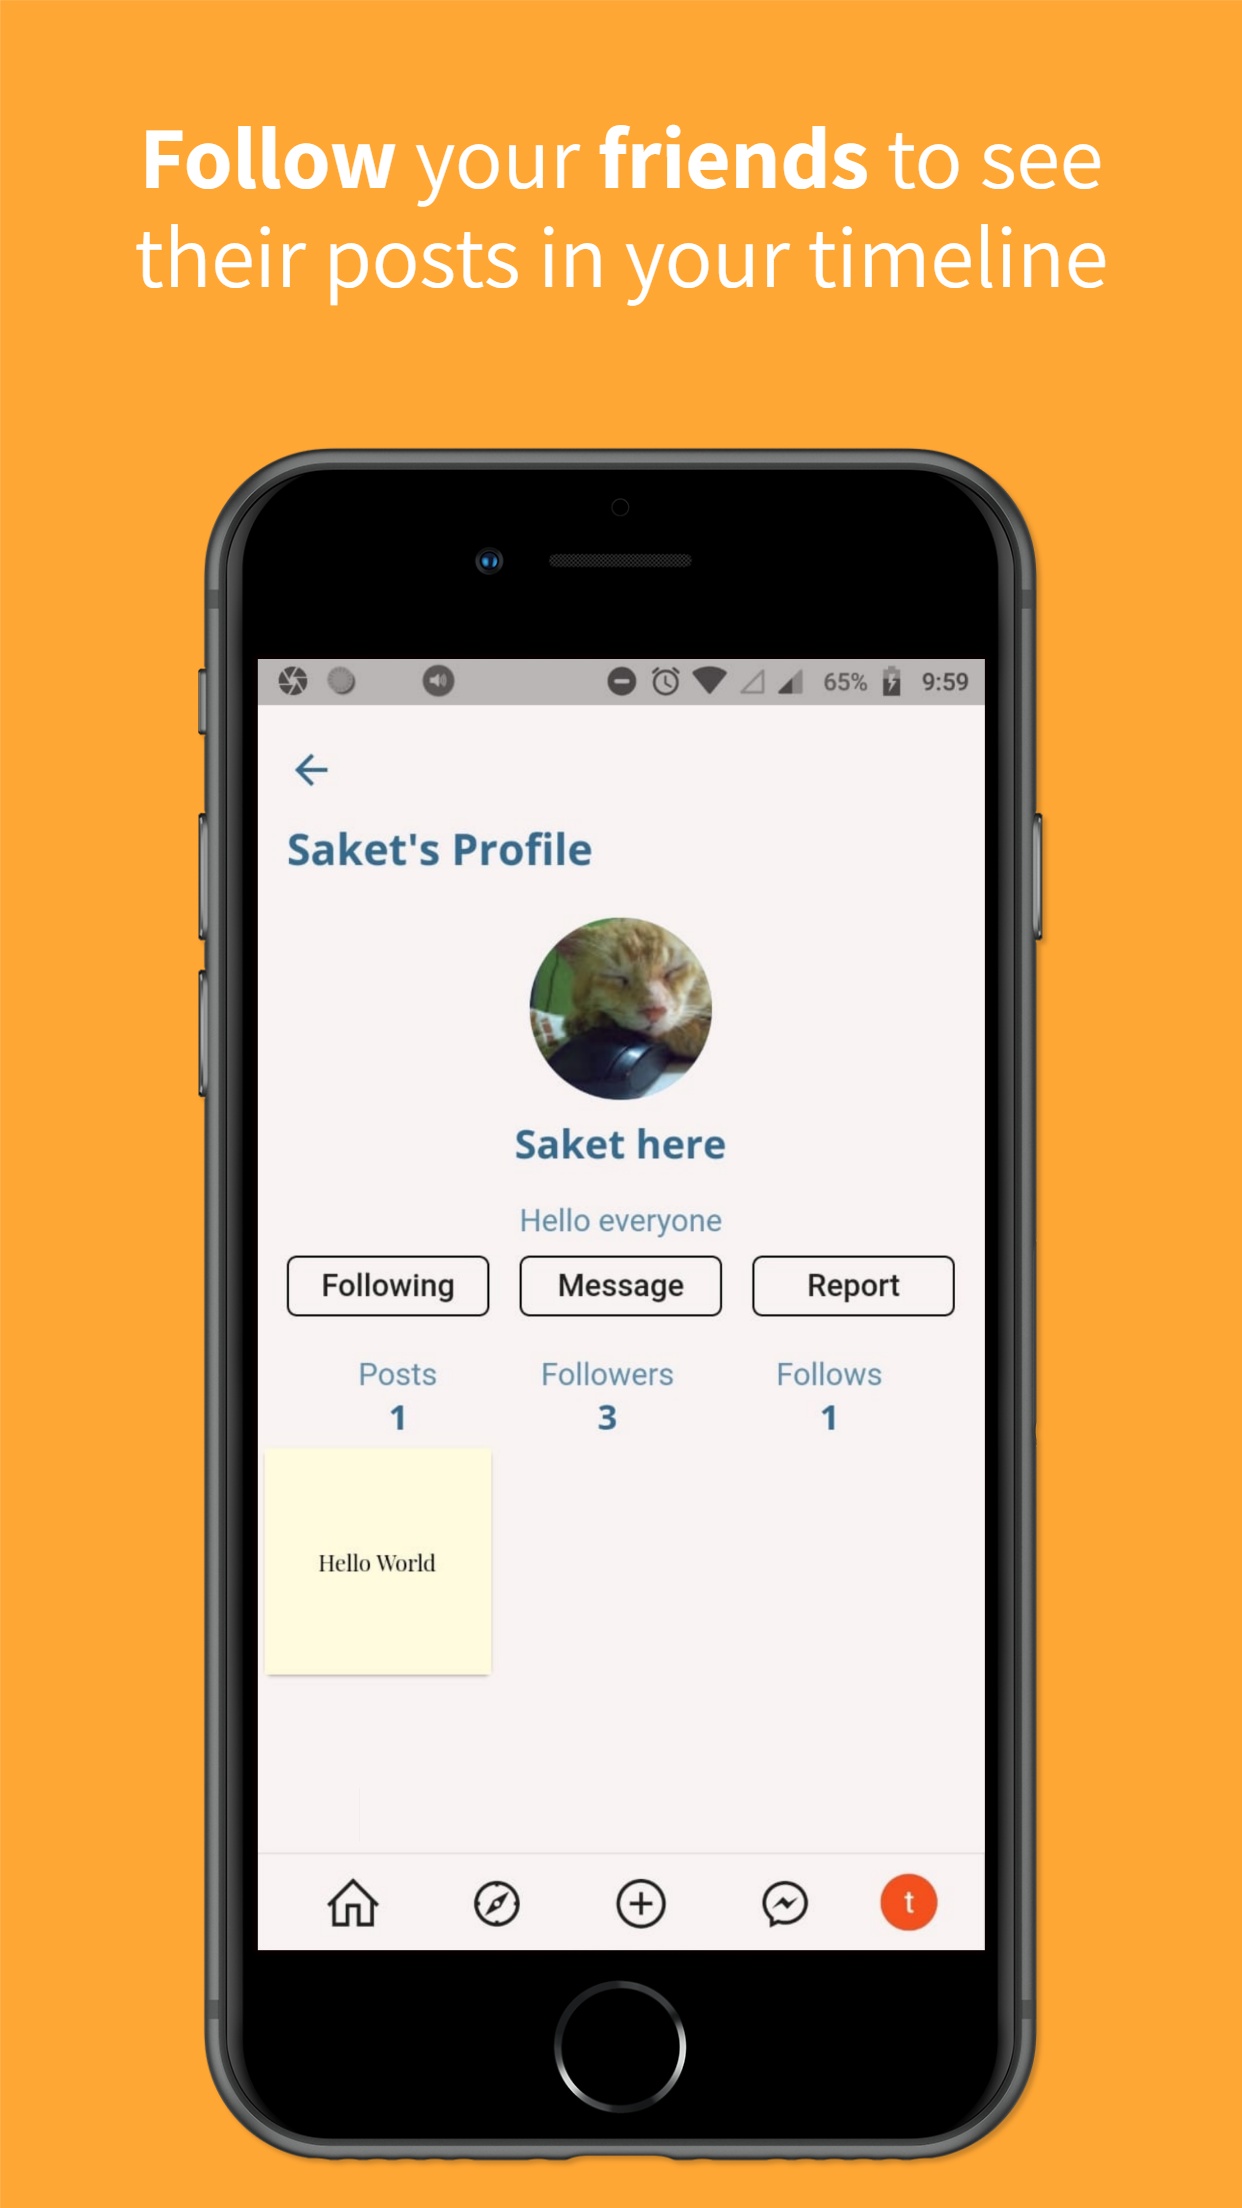 Follow your friends to see
their posts in your timeline
65% 9:59
Saket's Profile
Saket here
Hello everyone
Following Message Report
Posts Followers Follows
1 3 1
Hello World
t